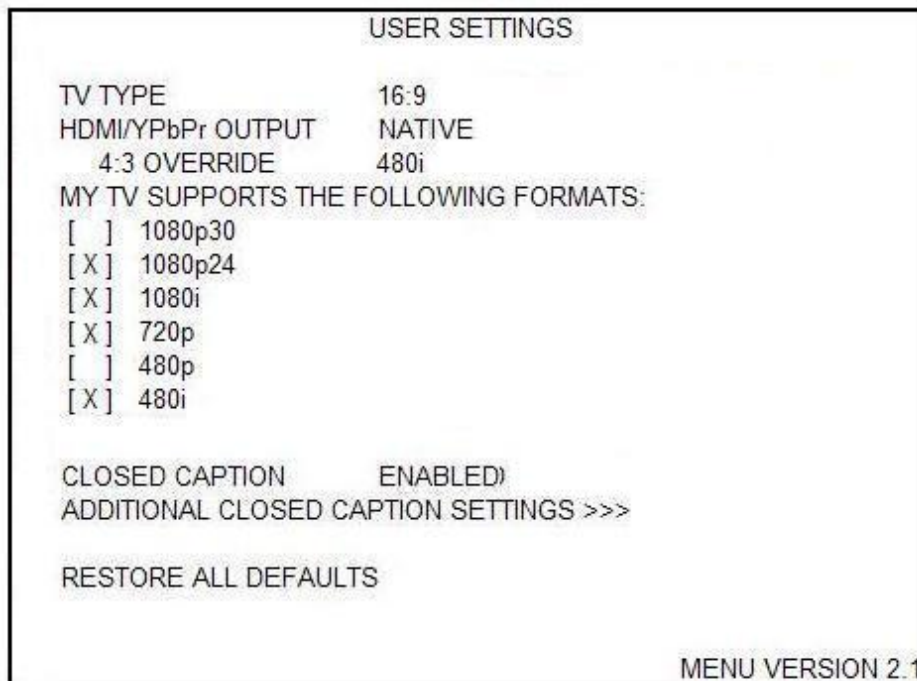 USER SETTINGS
TV TYPE 16:9
HDMI/YPbPr OUTPUT NATIVE
4:3 OVERRIDE 480i
MY TV SUPPORTS THE FOLLOWING FORMATS:
[ ] 1080p30
[ X ] 1080p24
[ X ] 1080i
[ X ] 720p
[ ] 480p
[ X ] 480i
CLOSED CAPTION ENABLED)
ADDITIONAL CLOSED CAPTION SETTINGS >>>
RESTORE ALL DEFAULTS
MENU VERSION 2.1